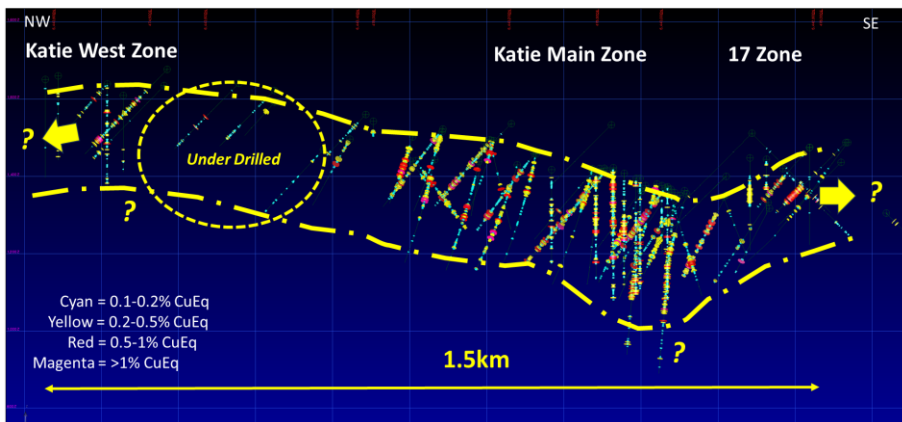 NW
SE
Katie West Zone
Katie Main Zone
17 Zone
?
Under Drilled
?
?
Cyan = 0.1-0.2% CuEq
Yellow = 0.2-0.5% CuEq
Red = 0.5-1% CuEq
Magenta = >1% CuEq
?
1.5km